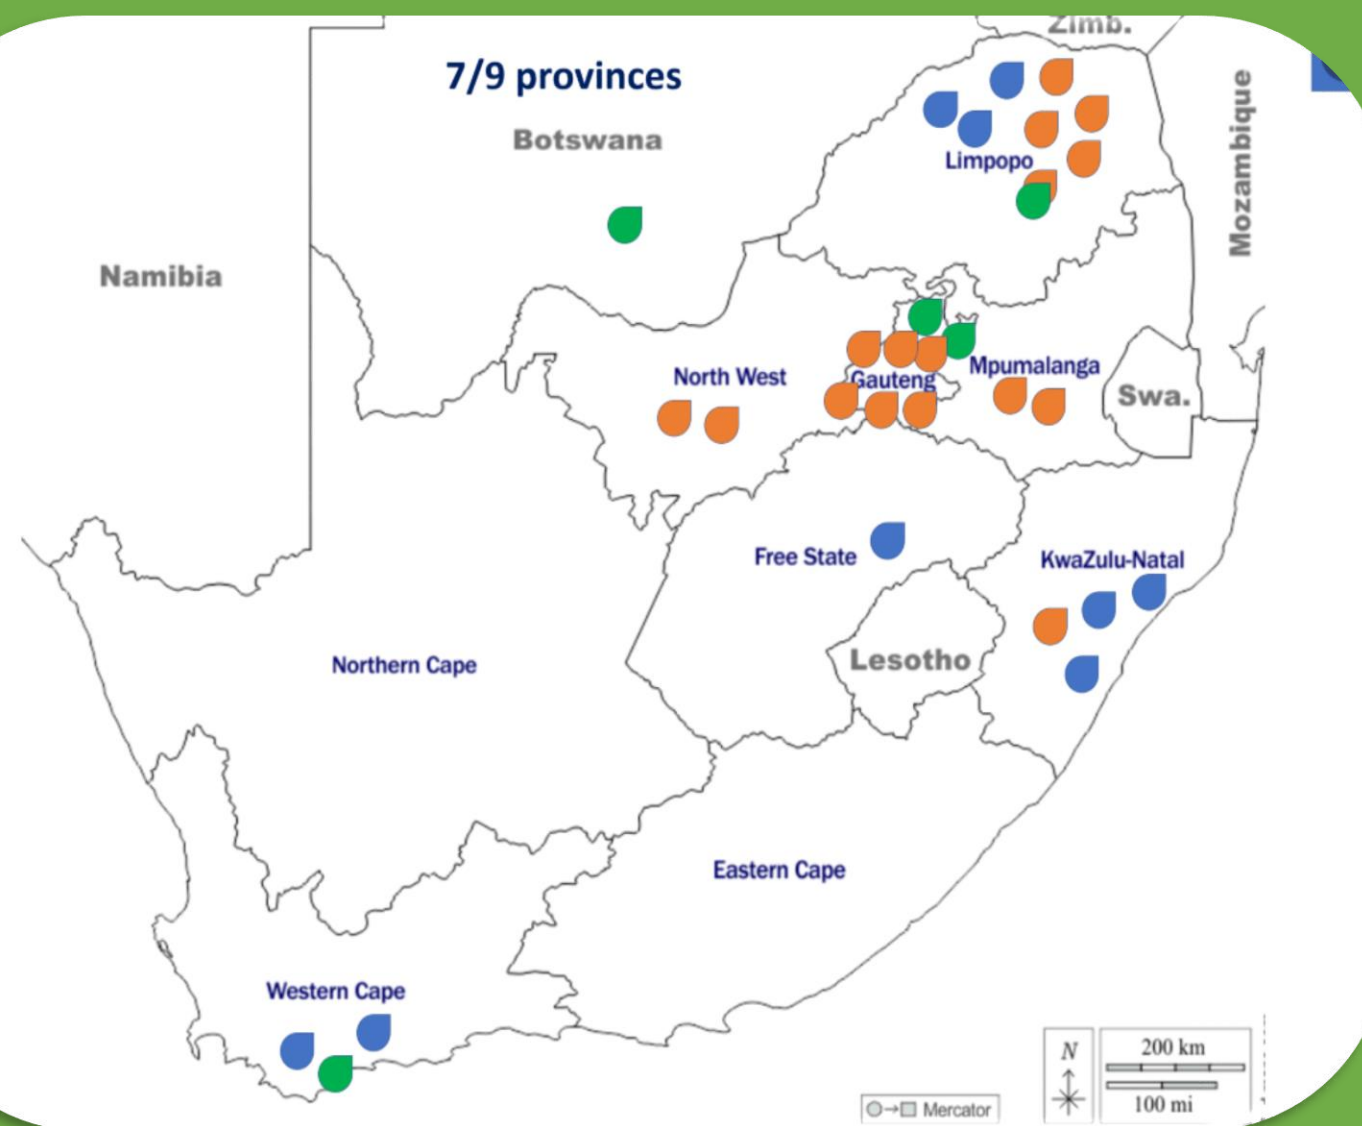 Zimb.
7/9 provinces
Botswana
Mozambique
Limpopo
Namibia
North West
Gauteng
Mpumalanga
Swa.
Free State
KwaZulu-Natal
Northern Cape
Lesotho
Eastern Cape
Western Cape
N
200 km
100 mi
Mercator